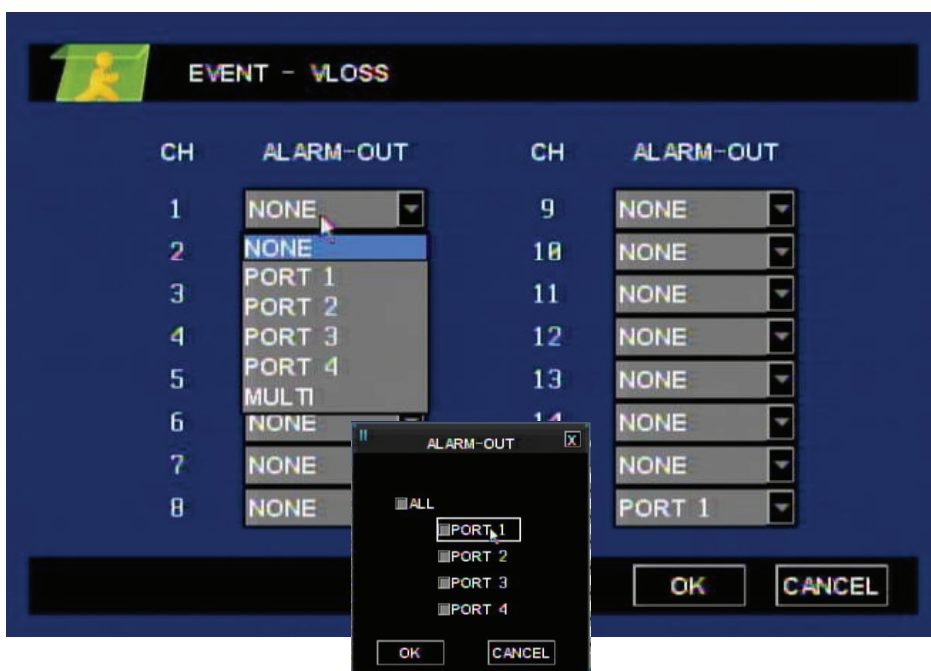 EVENT - VLOSS
CH ALARM-OUT CH ALARM-OUT
1 NONE 9 NONE
2 NONE 10 NONE
PORT 1
3 PORT 2 11 NONE
4 PORT 3 12 NONE
PORT 4
5 MULTI 13 NONE
6 NONE 14 NONE
7 NONE NONE
8 NONE PORT 1
OK CANCEL
ALARM-OUT
X
ALL
PORT 1
PORT 2
PORT 3
PORT 4
OK CANCEL